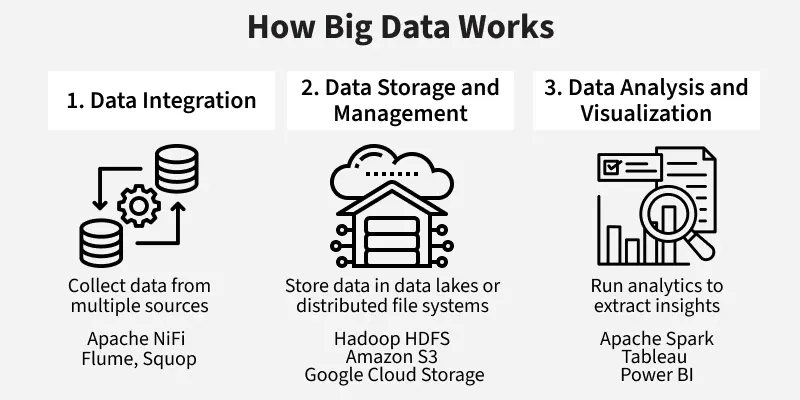 How Big Data Works
1. Data Integration
Collect data from
multiple sources
Apache NiFi
Flume, Squop
2. Data Storage and
Management
Store data in data lakes or
distributed file systems
Hadoop HDFS
Amazon S3
Google Cloud Storage
3. Data Analysis and
Visualization
Run analytics to
extract insights
Apache Spark
Tableau
Power BI